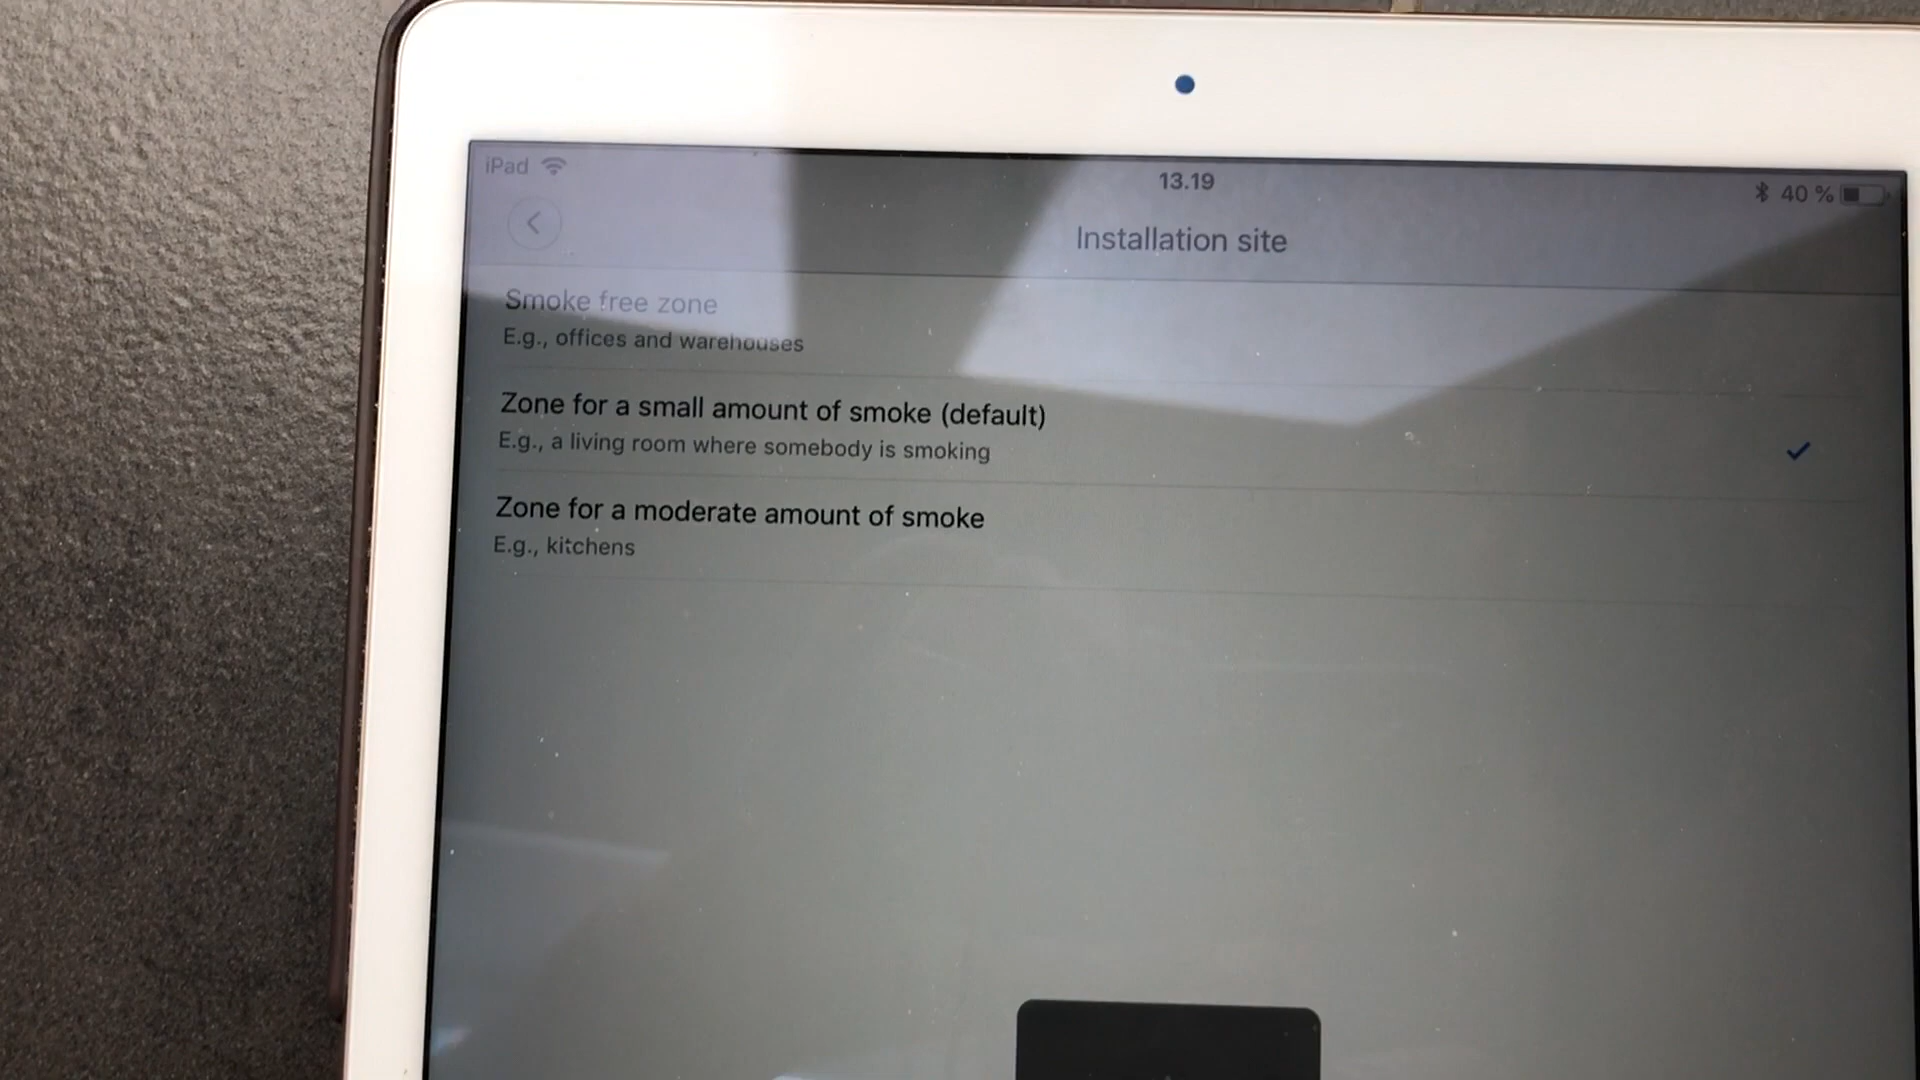 iPad
13.19
40 %
Installation site
Smoke free zone
E.g., offices and warehouses
Zone for a small amount of smoke (default)
E.g., a living room where somebody is smoking
Zone for a moderate amount of smoke
E.g., kitchens